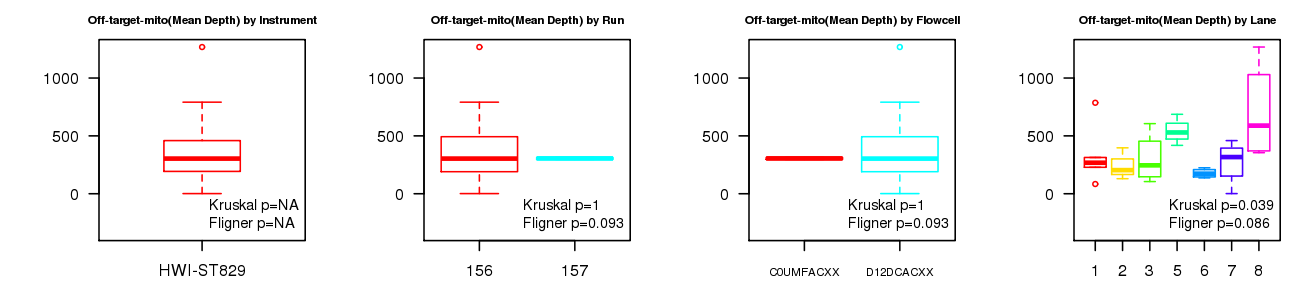 Off-target-mito(Mean Depth) by Instrument
1000
500
0
Kruskal p=NA
Fligner p=NA
HWI-ST829
Off-target-mito(Mean Depth) by Run
1000
500
0
Kruskal p=1
Fligner p=0.093
156 157
Off-target-mito(Mean Depth) by Flowcell
1000
500
0
Kruskal p=1
Fligner p=0.093
C0UMFACXX D12DCACXX
Off-target-mito(Mean Depth) by Lane
1000
500
0
Kruskal p=0.039
Fligner p=0.086
1 2 3 5 6 7 8